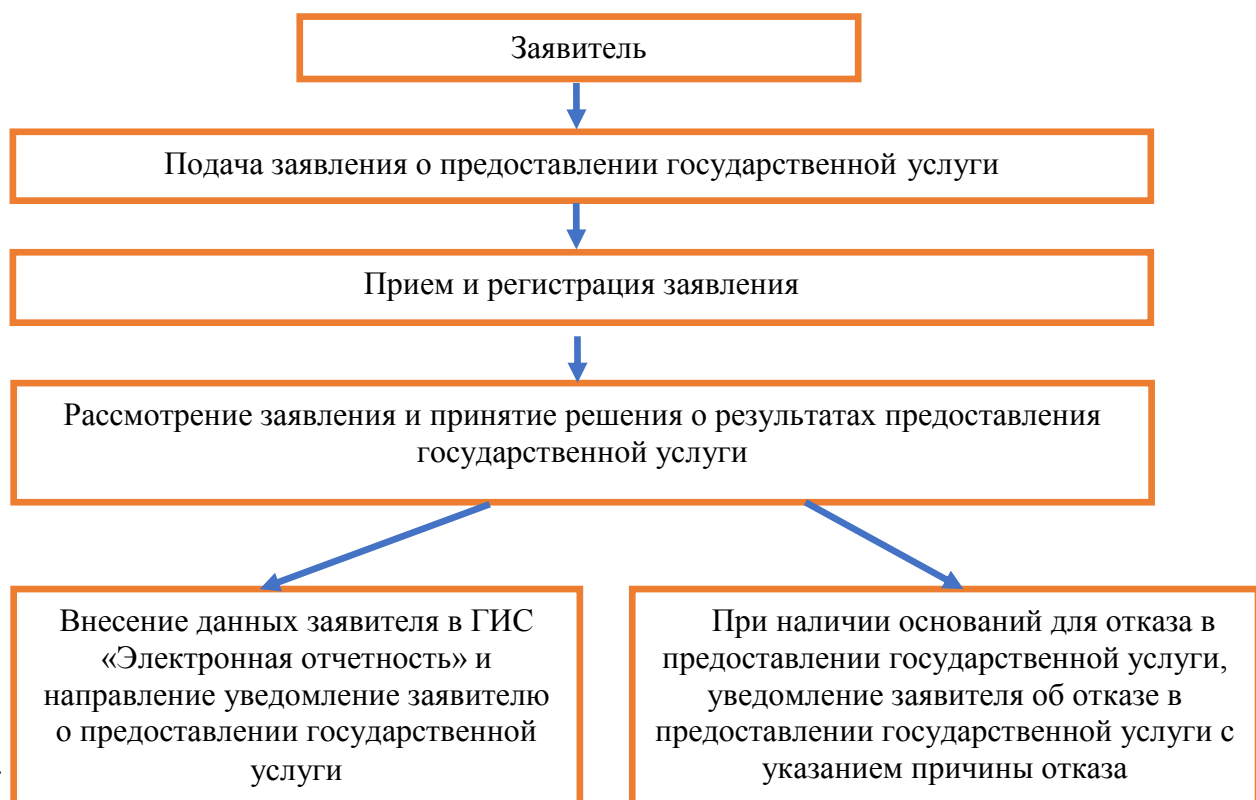 Заявитель
Подача заявления о предоставлении государственной услуги
Прием и регистрация заявления
Рассмотрение заявления и принятие решения о результатах предоставления
государственной услуги
Внесение данных заявителя в ГИС
«Электронная отчетность» и
направление уведомление заявителю
о предоставлении государственной
услуги
При наличии оснований для отказа в
предоставлении государственной услуги,
уведомление заявителя об отказе в
предоставлении государственной услуги с
указанием причины отказа